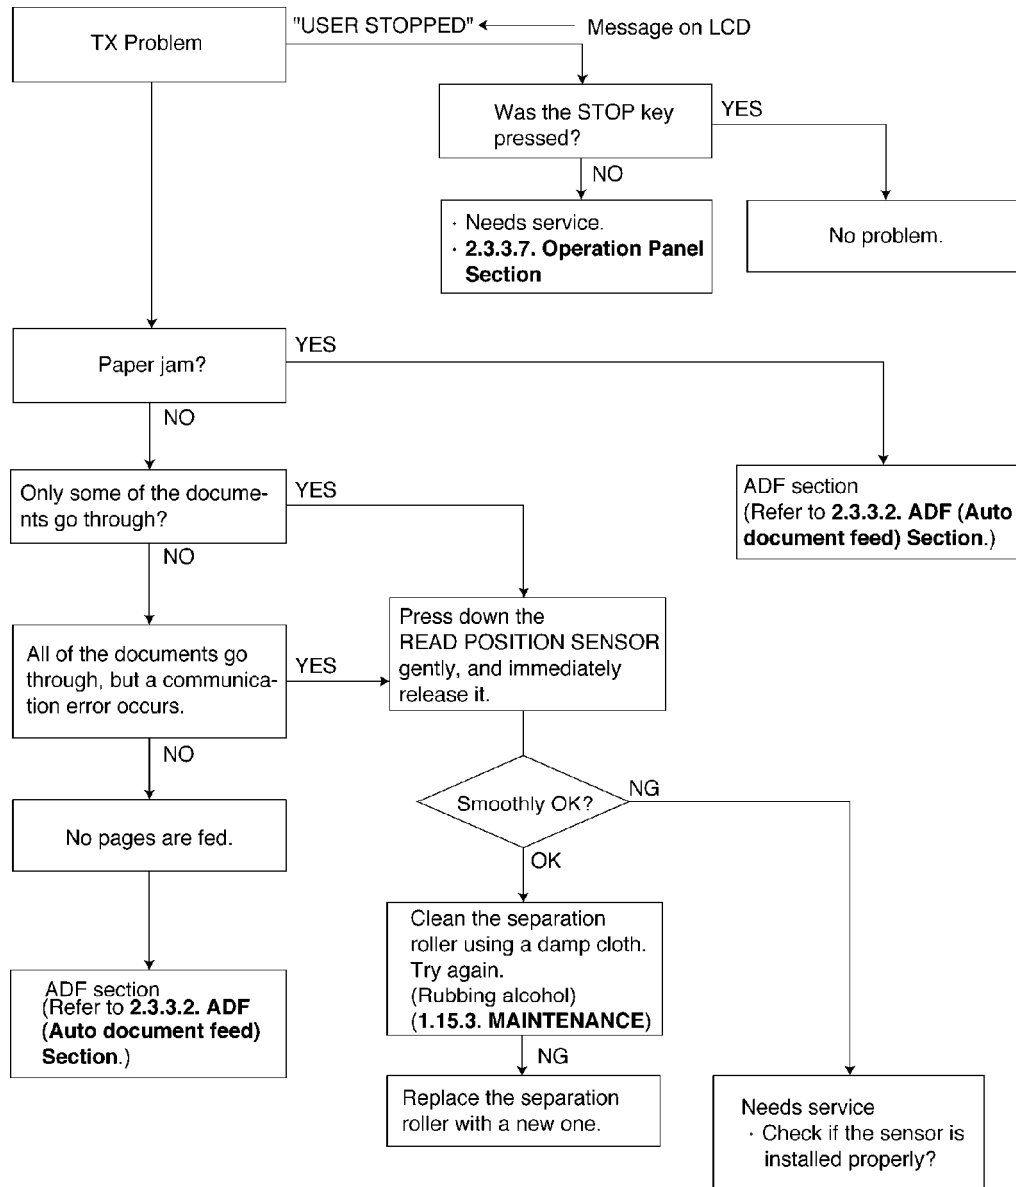 TX Problem
"USER STOPPED"
Message on LCD
Was the STOP key
pressed?
YES
NO
· Needs service.
· 2.3.3.7. Operation Panel
Section
No problem.
Paper jam?
YES
NO
ADF section
(Refer to 2.3.3.2. ADF (Auto
document feed) Section.)
Only some of the docume-
nts go through?
YES
NO
All of the documents go
through, but a communica-
tion error occurs.
YES
NO
Press down the
READ POSITION SENSOR
gently, and immediately
release it.
Smoothly OK?
NG
OK
No pages are fed.
ADF section
(Refer to 2.3.3.2. ADF
(Auto document feed)
Section.)
Clean the separation
roller using a damp cloth.
Try again.
(Rubbing alcohol)
(1.15.3. MAINTENANCE)
NG
Replace the separation
roller with a new one.
Needs service
· Check if the sensor is
installed properly?